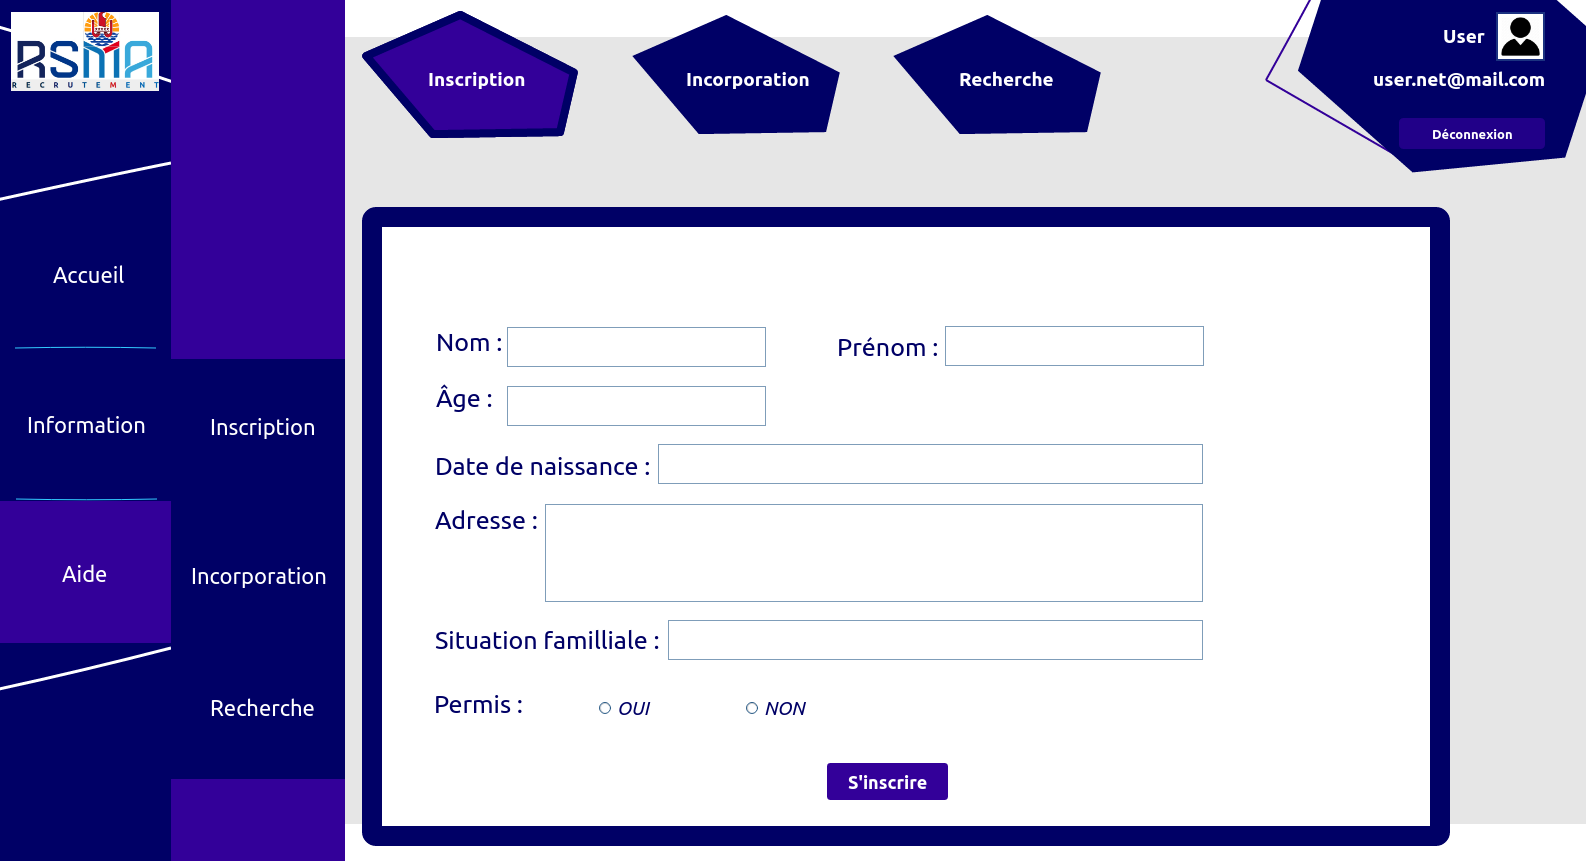 RSMA
RECRUTEMENT
Inscription
Incorporation
Recherche
User
user.net@mail.com
Déconnexion
Accueil
Information
Aide
Inscription
Incorporation
Recherche
Nom :
Prénom :
Âge :
Date de naissance :
Adresse :
Situation familliale :
Permis :
OUI
NON
S'inscrire